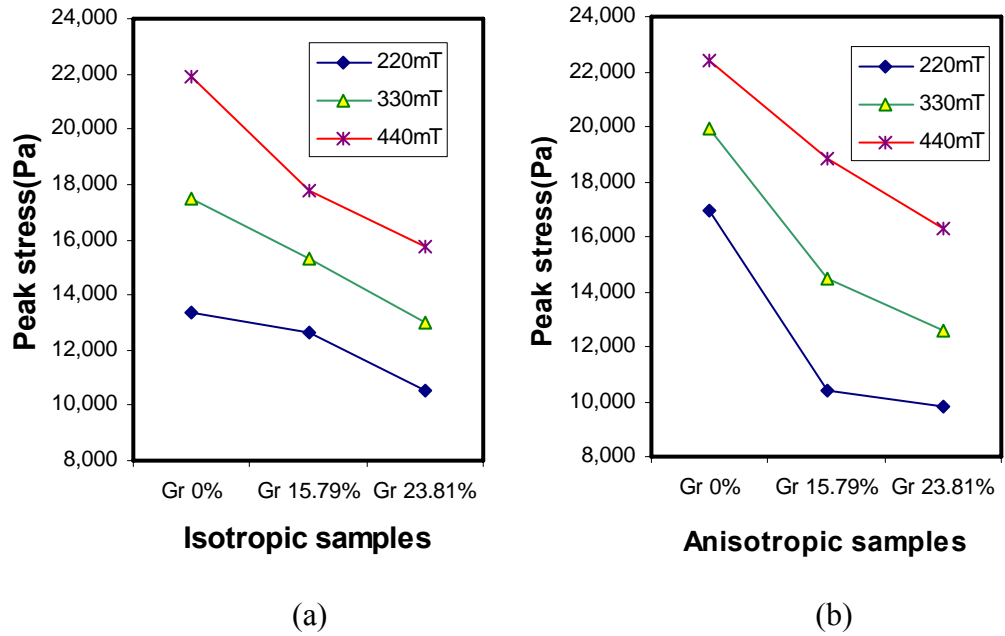 24,000
22,000
20,000
18,000
16,000
14,000
12,000
10,000
8,000
Peak stress(Pa)
220mT
330mT
440mT
Gr 0% Gr 15.79% Gr 23.81%
Isotropic samples
(a)
24,000
22,000
20,000
18,000
16,000
14,000
12,000
10,000
8,000
Peak stress(Pa)
220mT
330mT
440mT
Gr 0% Gr 15.79% Gr 23.81%
Anisotropic samples
(b)